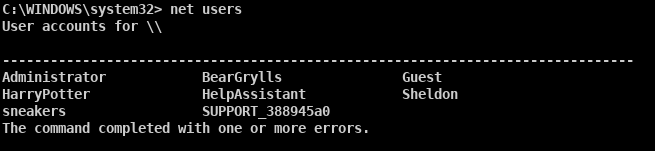 C:\WINDOWS\system32> net users
User accounts for \\
-------------------------------------------------------------------------------
Administrator BearGrylls Guest
HarryPotter HelpAssistant Sheldon
sneakers SUPPORT_388945a0
The command completed with one or more errors.